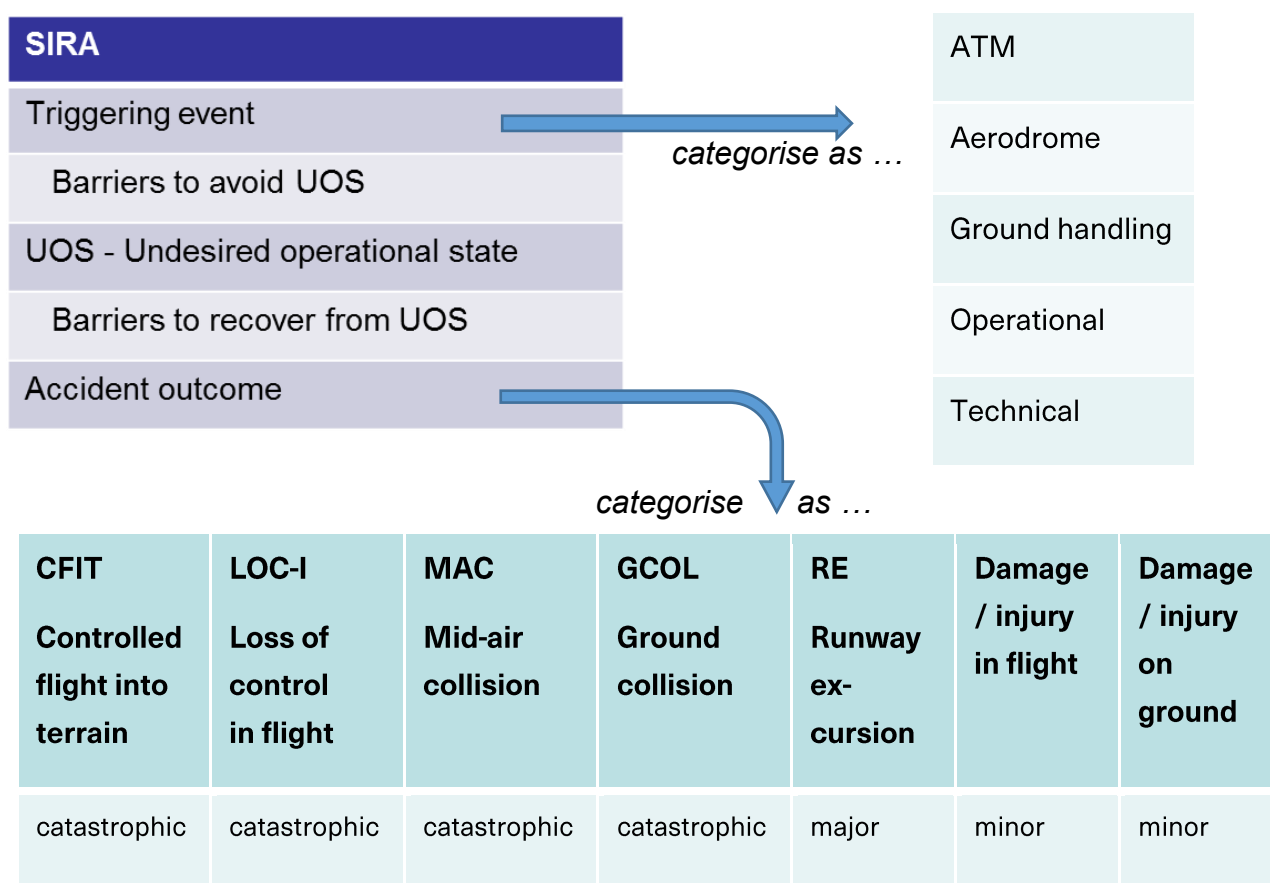 SIRA
Triggering event
Barriers to avoid UOS
UOS - Undesired operational state
Barriers to recover from UOS
Accident outcome
categorise as …
ATM
Aerodrome
Ground handling
Operational
Technical
categorise as …
CFIT
Controlled
flight into
terrain
LOC-I
Loss of
control
in flight
MAC
Mid-air
collision
GCOL
Ground
collision
RE
Runway
ex-
cursion
Damage
/ injury
in flight
Damage
/ injury
on
ground
catastrophic
catastrophic
catastrophic
catastrophic
major
minor
minor